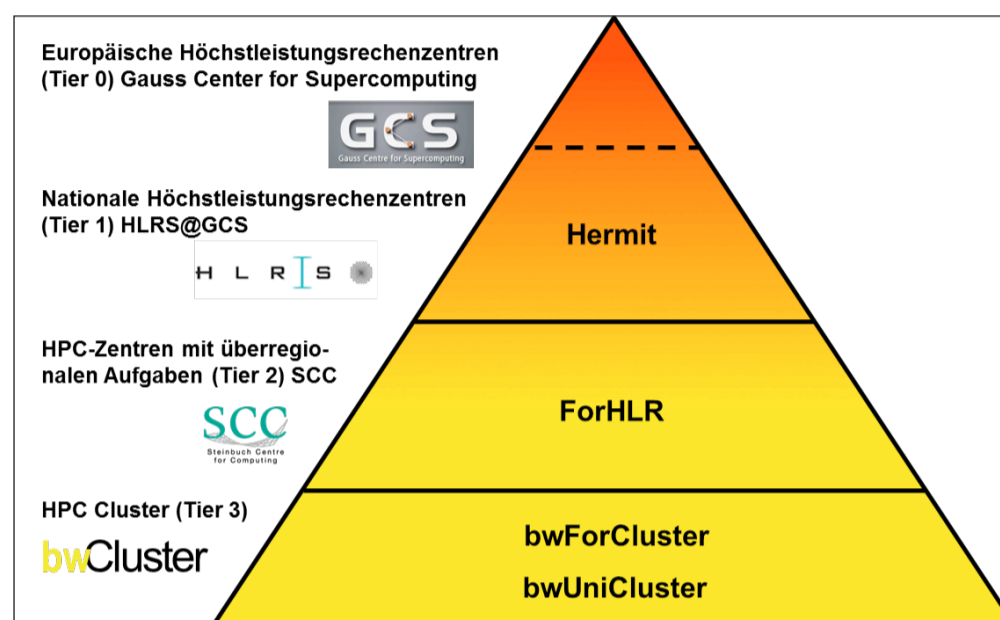 Europäische Höchstleistungsrechenzentren
(Tier 0) Gauss Center for Supercomputing
GCS
Gauss Centre for Supercomputing
Nationale Höchstleistungsrechenzentren
(Tier 1) HLRS@GCS
H L R I S
Hermit
HPC-Zentren mit überregio-
nalen Aufgaben (Tier 2) SCC
SCC
Steinbuch Centre
for Computing
ForHLR
HPC Cluster (Tier 3)
bwCluster
bwForCluster
bwUniCluster